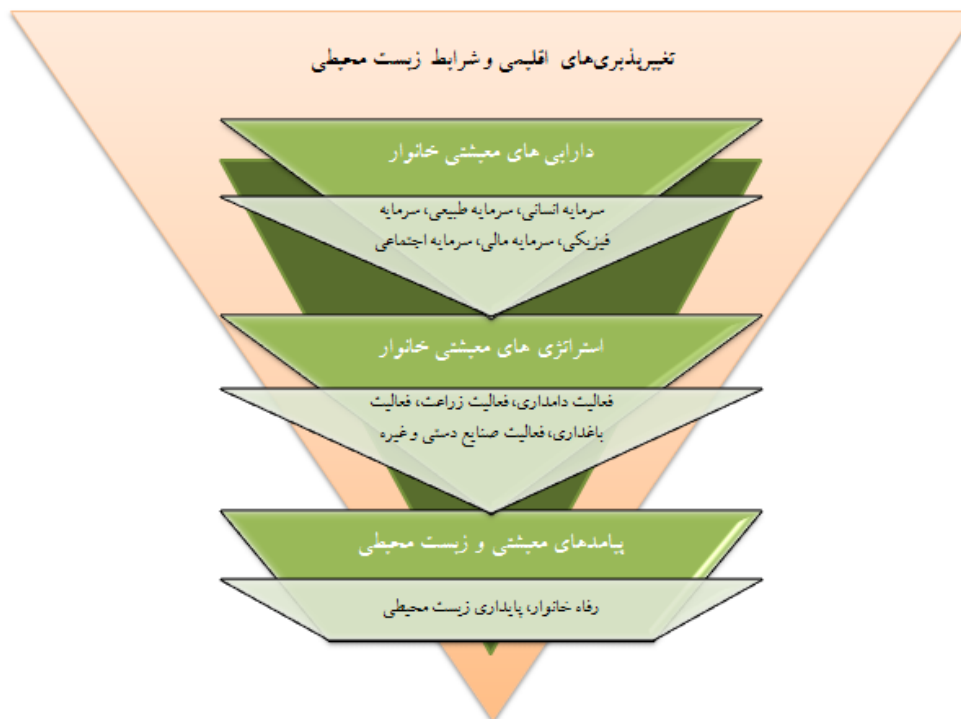 تغییرپذیری‌های اقلیمی و شرایط زیست محیطی
دارایی های معیشتی خانوار
سرمایه انسانی، سرمایه طبیعی، سرمایه
فیزیکی، سرمایه مالی، سرمایه اجتماعی
استراتژی های معیشتی خانوار
فعالیت دامداری، فعالیت زراعت، فعالیت
باغداری، فعالیت صنایع دستی و غیره
پیامدهای معیشتی و زیست محیطی
رفاه خانوار، پایداری زیست محیطی